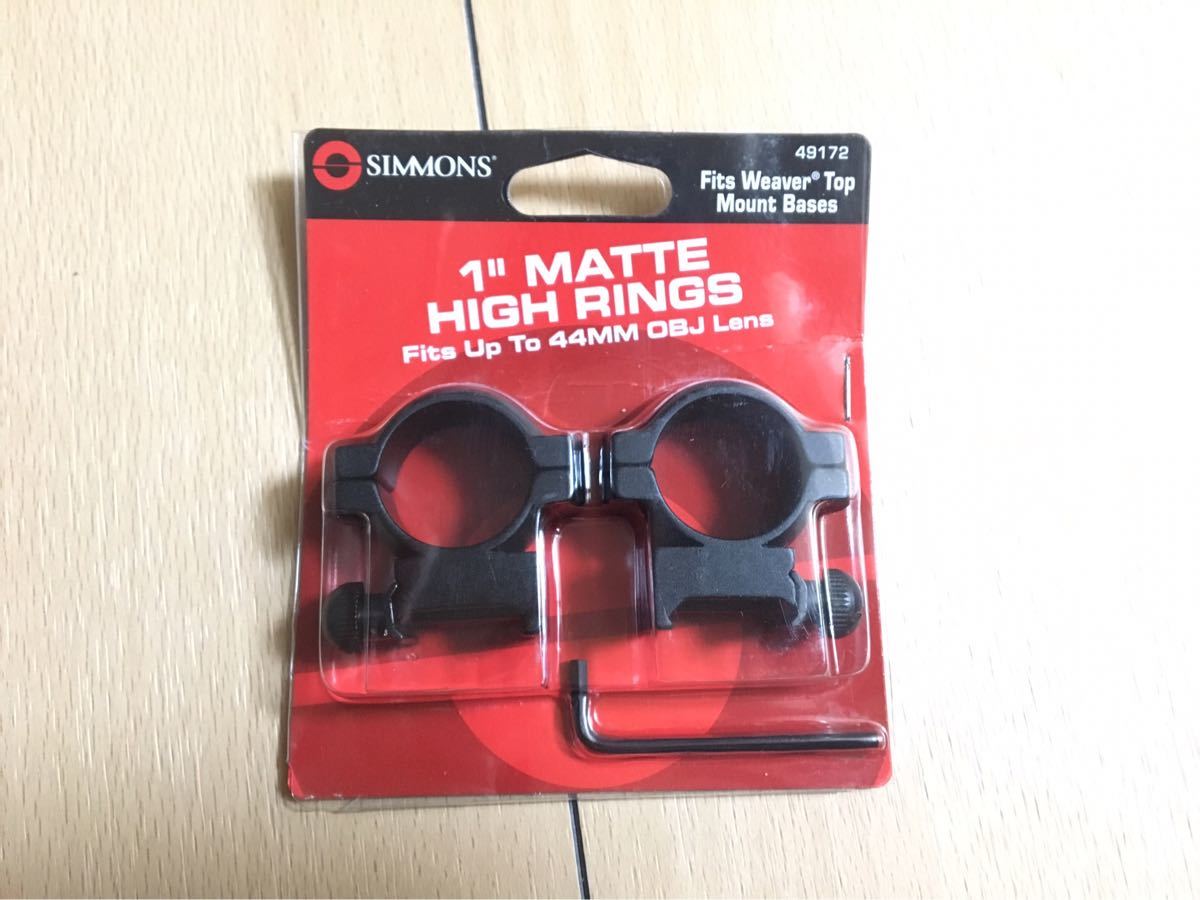 SIMMONS®
49172
Fits Weaver® Top
Mount Bases
1" MATTE
HIGH RINGS
Fits Up To 44MM OBJ Lens